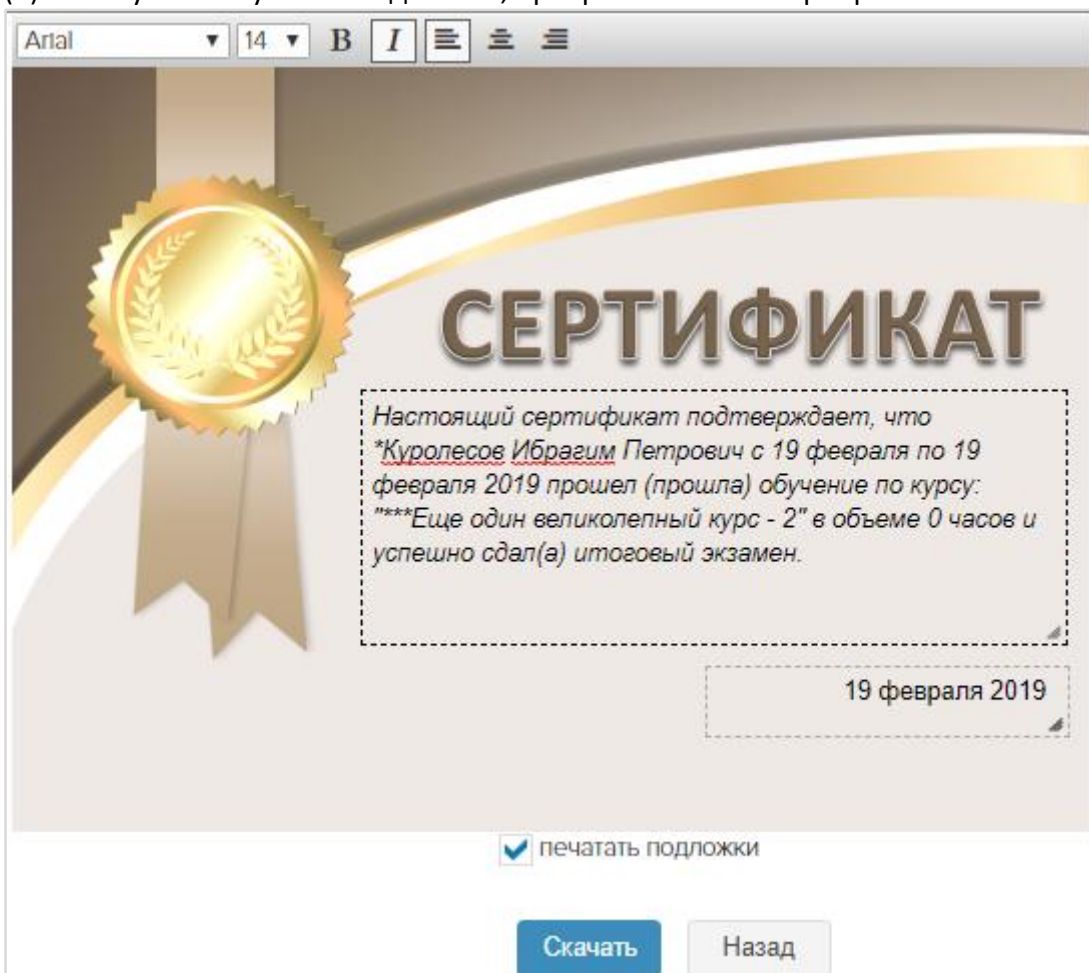 Arial 14 B I
СЕРТИФИКАТ
Настоящий сертификат подтверждает, что
*Куролесов Ибрагим Петрович с 19 февраля по 19
февраля 2019 прошел (прошла) обучение по курсу:
"***Еще один великолепный курс - 2" в объеме 0 часов и
успешно сдал(а) итоговый экзамен.
19 февраля 2019
печатать подложки
Скачать Назад